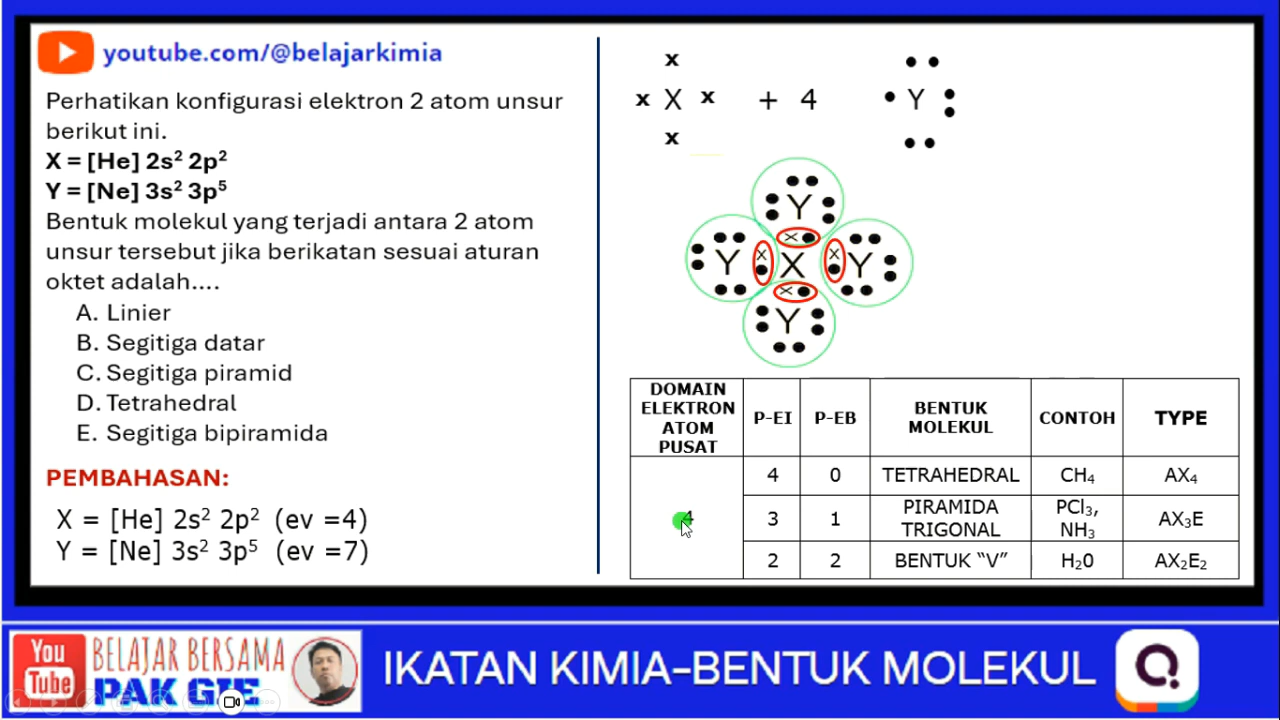 youtube.com/@belajarkimia
Perhatikan konfigurasi elektron 2 atom unsur
berikut ini.
X = [He] 2s² 2p²
Y = [Ne] 3s² 3p⁵
Bentuk molekul yang terjadi antara 2 atom
unsur tersebut jika berikatan sesuai aturan
oktet adalah....
A. Linier
B. Segitiga datar
C. Segitiga piramid
D. Tetrahedral
E. Segitiga bipiramida
PEMBAHASAN:
X = [He] 2s² 2p² (ev =4)
Y = [Ne] 3s² 3p⁵ (ev =7)
x
x X x + 4 Y
x
Y
x
Y x X x Y
x
Y
DOMAIN
ELEKTRON
ATOM
PUSAT
P-EI
P-EB
BENTUK
MOLEKUL
CONTOH
TYPE
4
4 0 TETRAHEDRAL CH₄ AX₄
3 1 PIRAMIDA
TRIGONAL
PCl₃,
NH₃
AX₃E
2 2 BENTUK “V” H₂0 AX₂E₂
You
Tube
BELAJAR BERSAMA
PAK GIE
IKATAN KIMIA-BENTUK MOLEKUL